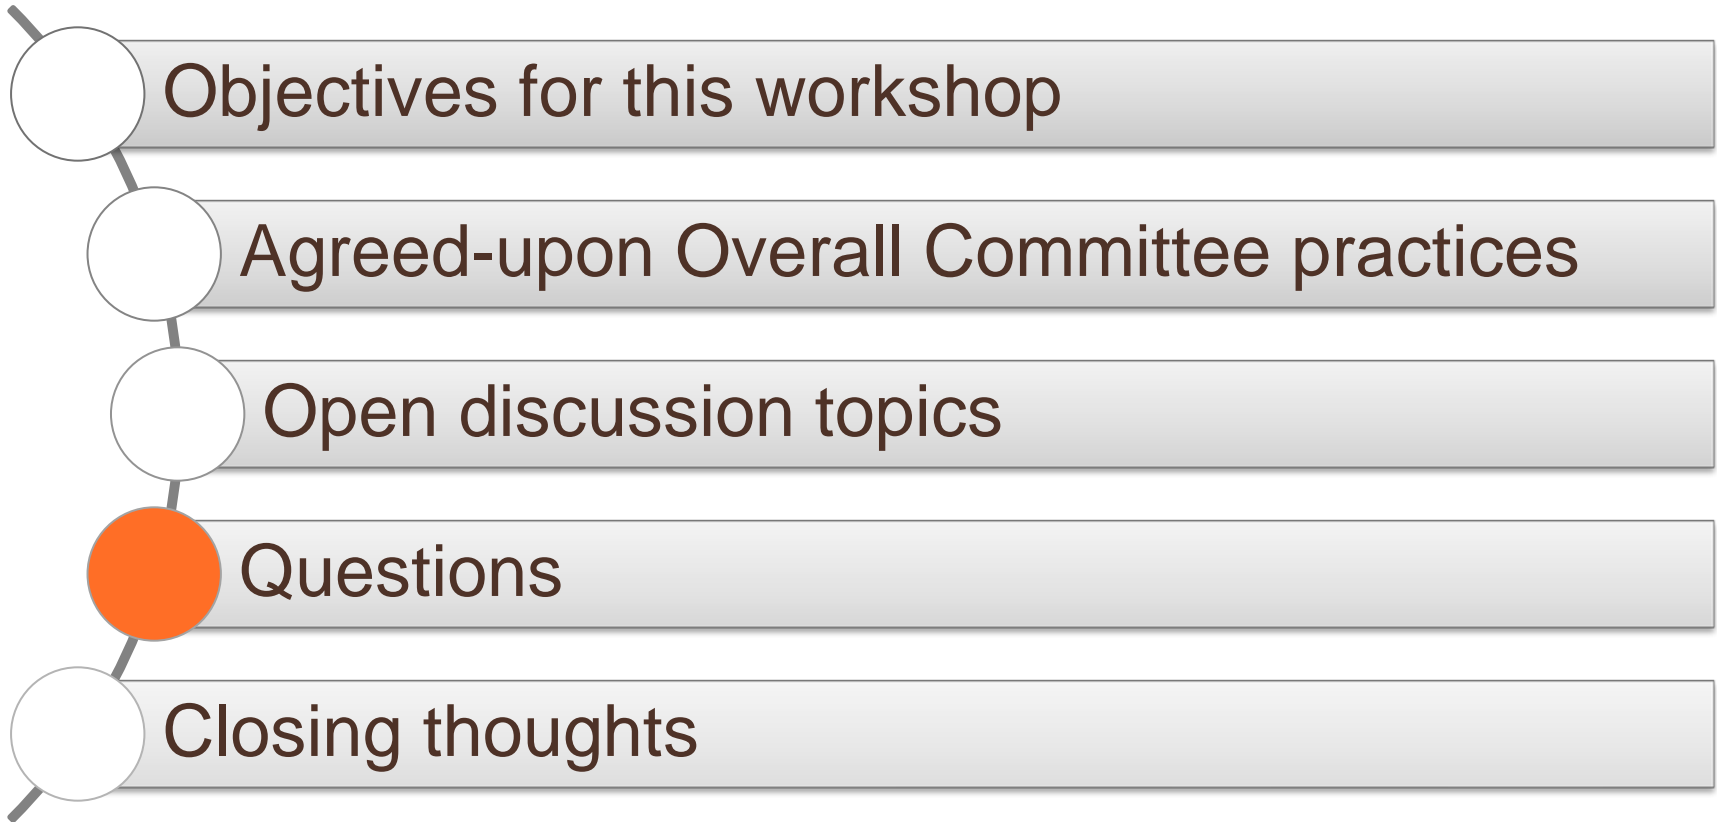 Objectives for this workshop
Agreed-upon Overall Committee practices
Open discussion topics
Questions
Closing thoughts